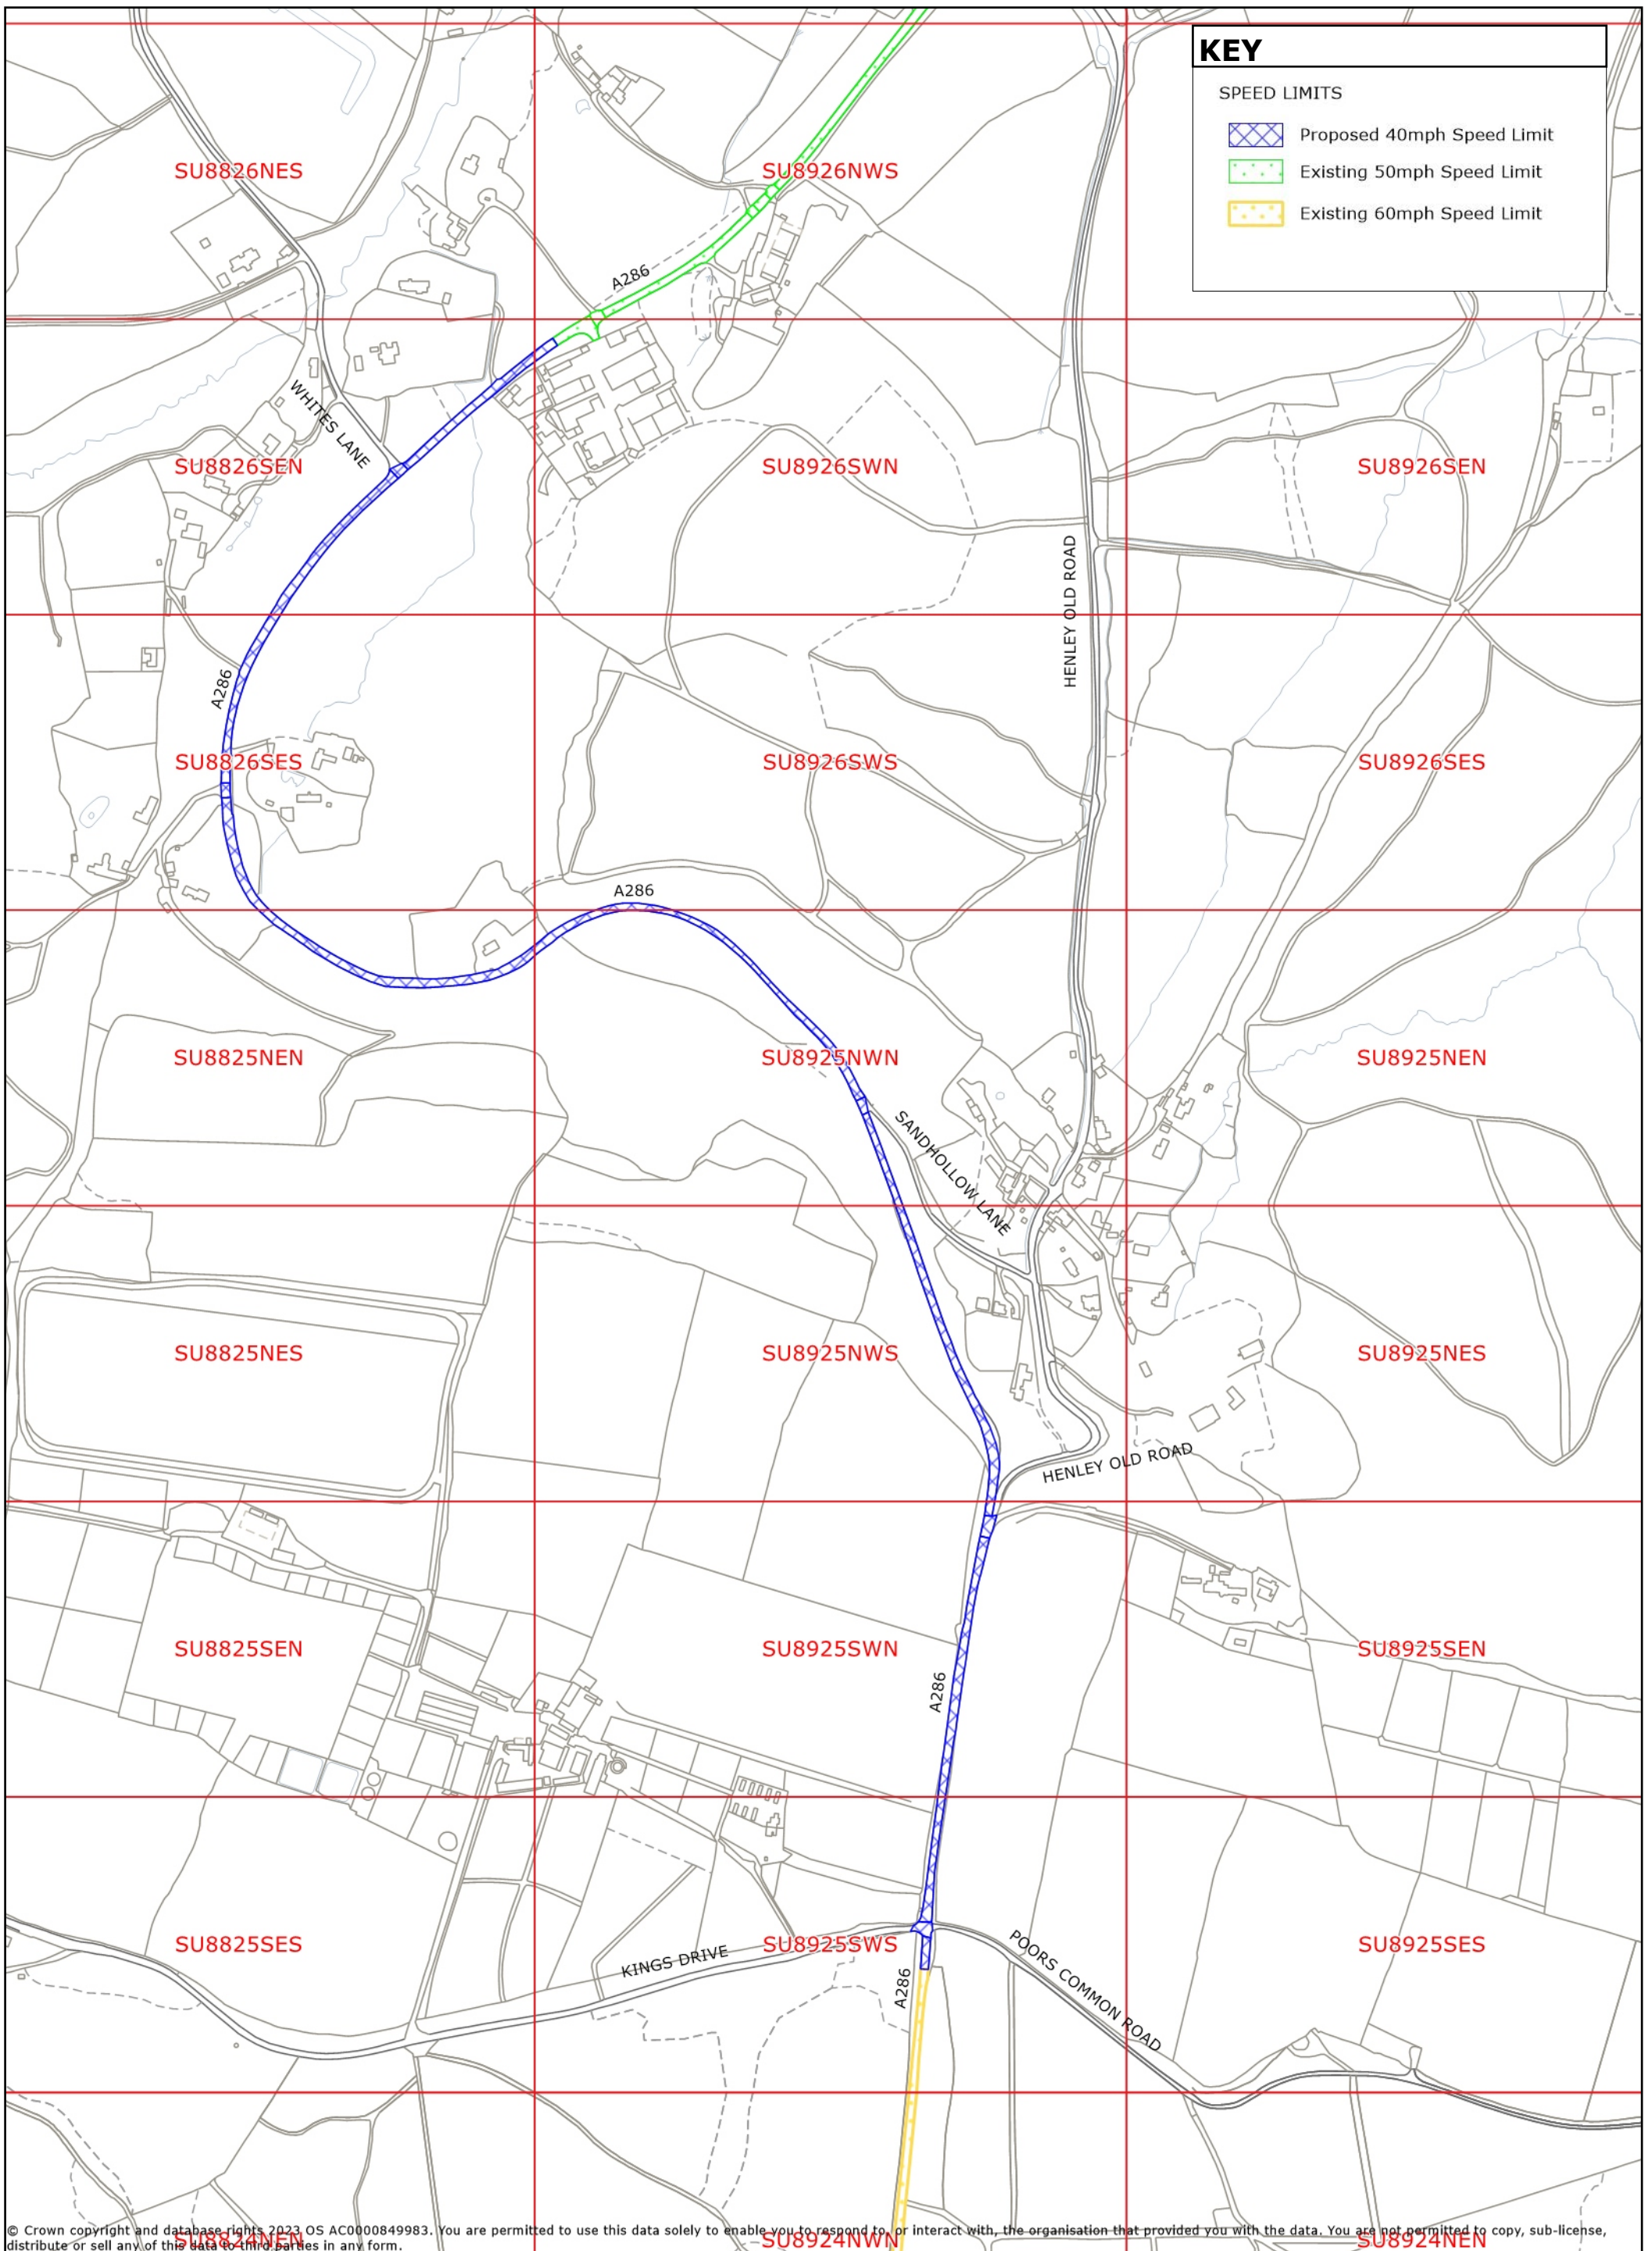 KEY
SPEED LIMITS
Proposed 40mph Speed Limit
Existing 50mph Speed Limit
Existing 60mph Speed Limit
SU8826NES
SU8926NWS
A286
WHITES LANE
SU8826SEN
SU8926SWN
SU8926SEN
HENLEY OLD ROAD
A286
SU8826SES
SU8926SWS
SU8926SES
A286
SU8825NEN
SU8925NWN
SU8925NEN
SANDHOLLOW LANE
SU8825NES
SU8925NWS
SU8925NES
HENLEY OLD ROAD
SU8825SEN
SU8925SWN
SU8925SEN
A286
SU8825SES
SU8925SWS
SU8925SES
KINGS DRIVE
POORS COMMON ROAD
A286
SU8824NEN
SU8924NWN
SU8924NEN
© Crown copyright and database rights 2023 OS AC0000849983. You are permitted to use this data solely to enable you to respond to, or interact with, the organisation that provided you with the data. You are not permitted to copy, sub-license,
distribute or sell any of this data to third parties in any form.